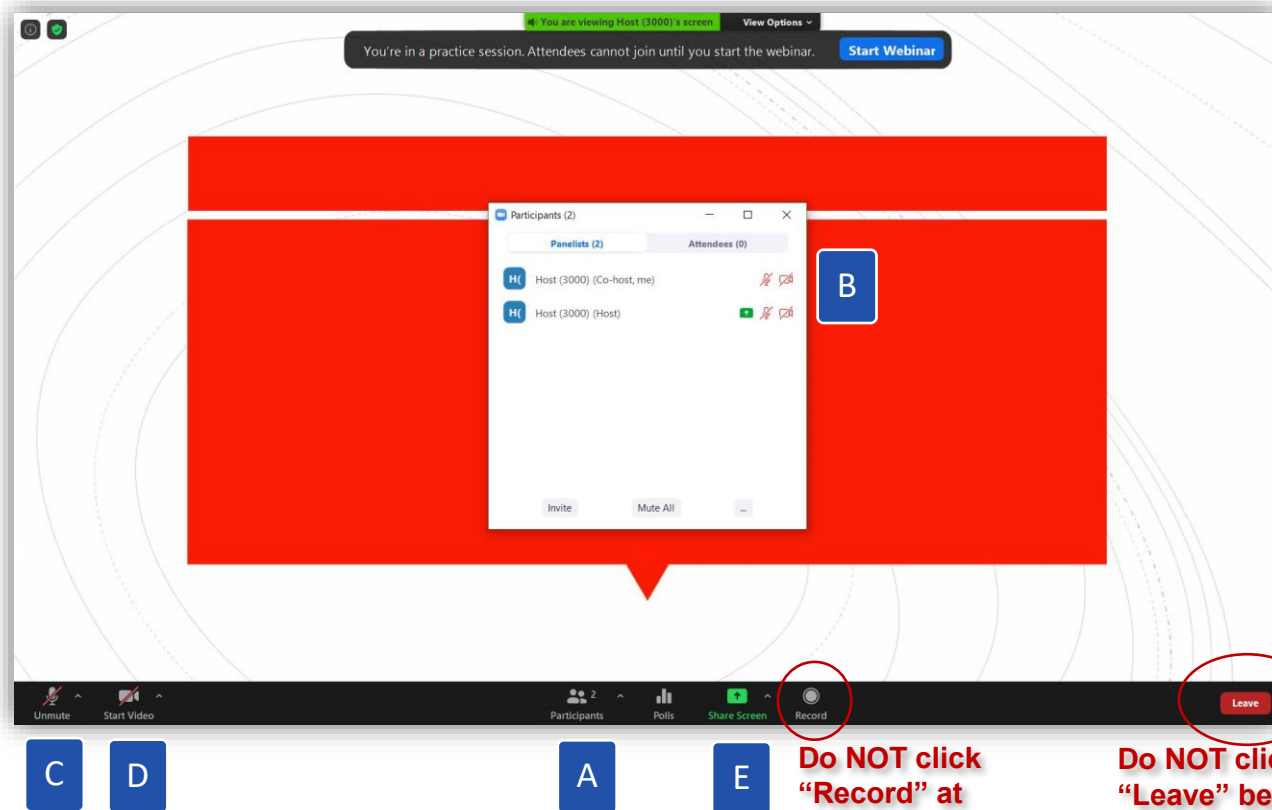 You are viewing Host (3000)'s screen View Options
You're in a practice session. Attendees cannot join until you start the webinar. Start Webinar
Participants (2)
Panelists (2) Attendees (0)
H( Host (3000) (Co-host, me)
B
H( Host (3000) (Host)
Invite Mute All ...
2
Unmute Start Video Participants Polls Share Screen Record Leave
C D A E
Do NOT click
“Record” at
Do NOT clic
“Leave” be